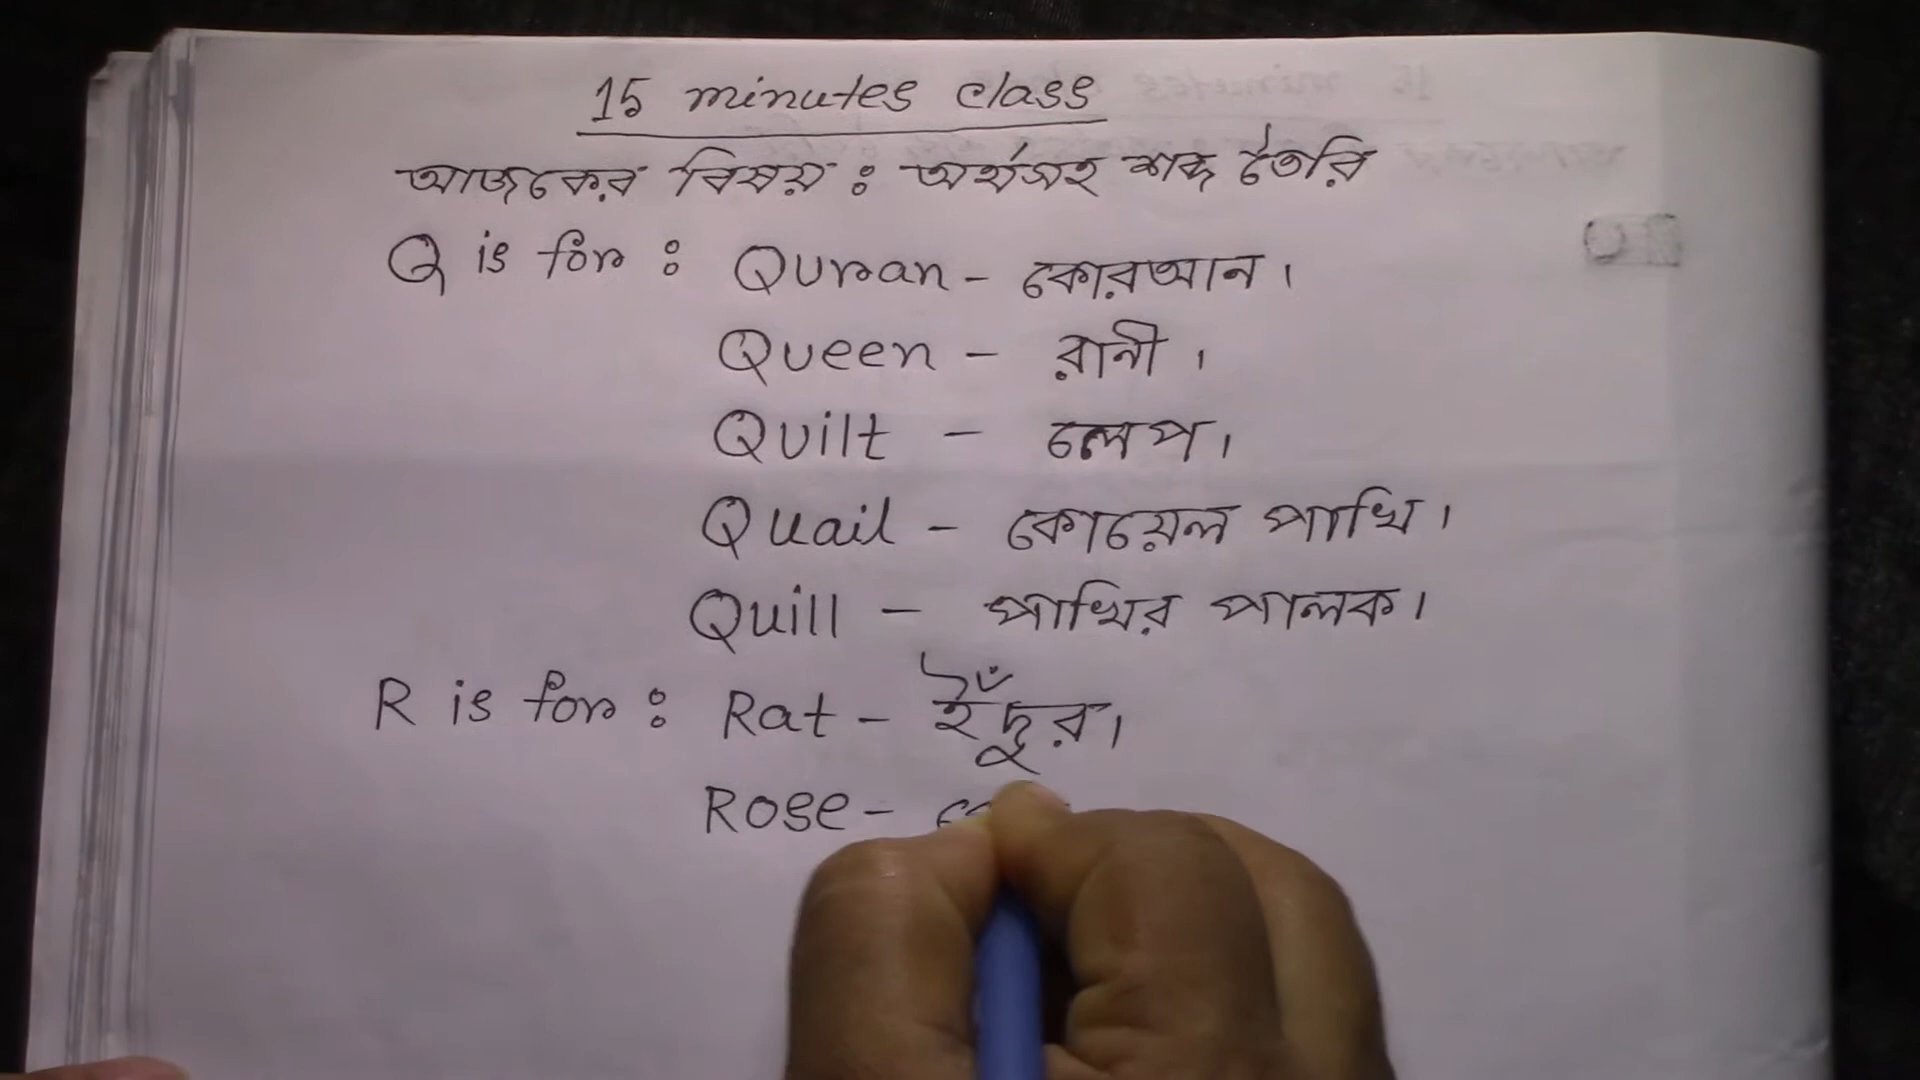 15 minutes class
আজকের বিষয় : অর্থসহ শব্দ তৈরি
Q is for : Quran - কোরআন।
Queen - রানী।
Quilt - লেপ।
Quail - কোয়েল পাখি।
Quill - পাখির পালক।
R is for : Rat - ইঁদুর।
Rose -